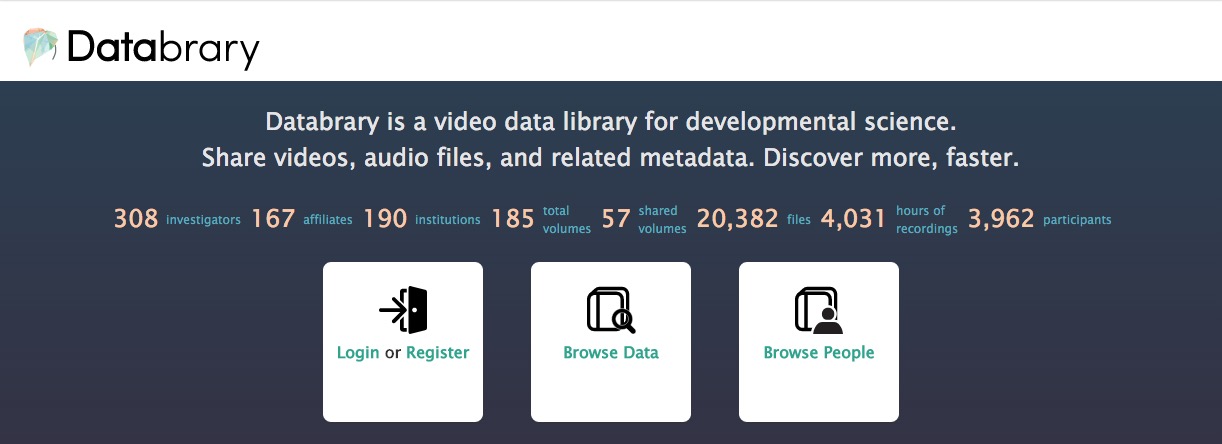 Databrary
Databrary is a video data library for developmental science.
Share videos, audio files, and related metadata. Discover more, faster.
308 investigators 167 affiliates 190 institutions 185 total volumes 57 shared volumes 20,382 files 4,031 hours of recordings 3,962 participants
Login or Register
Browse Data
Browse People